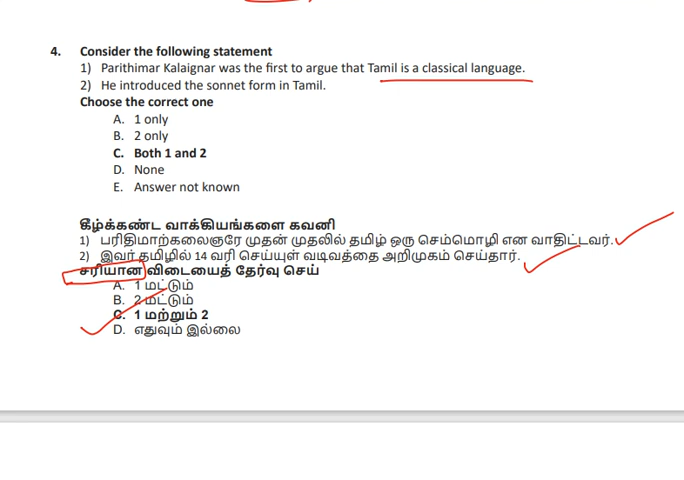 4. Consider the following statement
1) Parithimar Kalaignar was the first to argue that Tamil is a classical language.
2) He introduced the sonnet form in Tamil.
Choose the correct one
A. 1 only
B. 2 only
C. Both 1 and 2
D. None
E. Answer not known
கீழ்க்கண்ட வாக்கியங்களை கவனி
1) பரிதிமாற்கலைஞரே முதன் முதலில் தமிழ் ஒரு செம்மொழி என வாதிட்டவர்.
2) இவர் தமிழில் 14 வரி செய்யுள் வடிவத்தை அறிமுகம் செய்தார்.
சரியான விடையைத் தேர்வு செய்
A. 1 மட்டும்
B. 2 மட்டும்
C. 1 மற்றும் 2
D. எதுவும் இல்லை